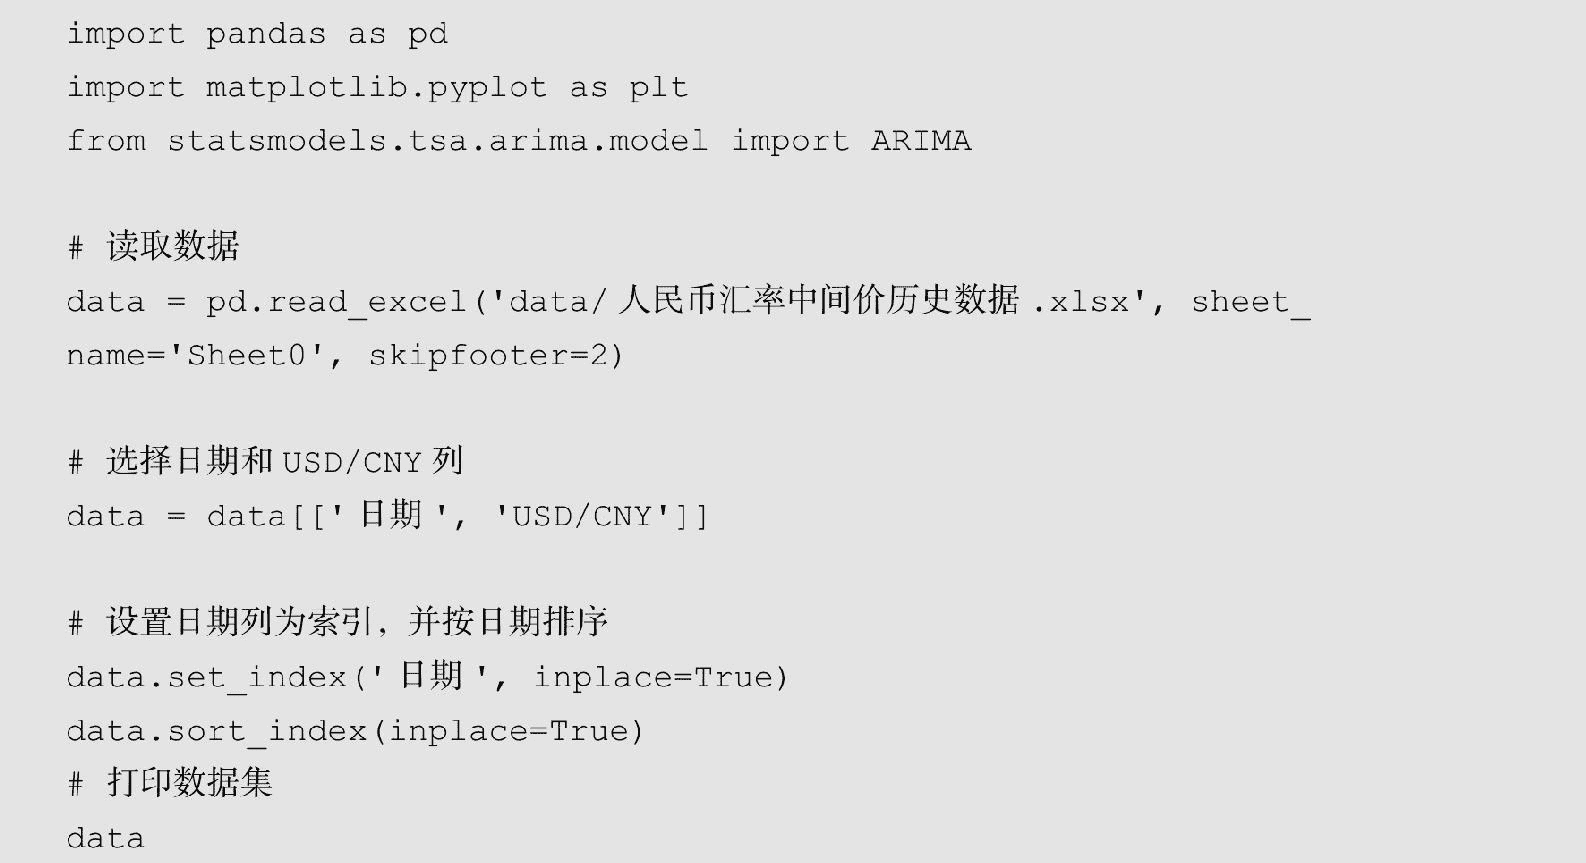 import pandas as pd
import matplotlib.pyplot as plt
from statsmodels.tsa.arima.model import ARIMA
# 读取数据
data = pd.read_excel('data/人民币汇率中间价历史数据.xlsx', sheet_
name='Sheet0', skipfooter=2)
# 选择日期和USD/CNY列
data = data[['日期', 'USD/CNY']]
# 设置日期列为索引，并按日期排序
data.set_index('日期', inplace=True)
data.sort_index(inplace=True)
# 打印数据集
data